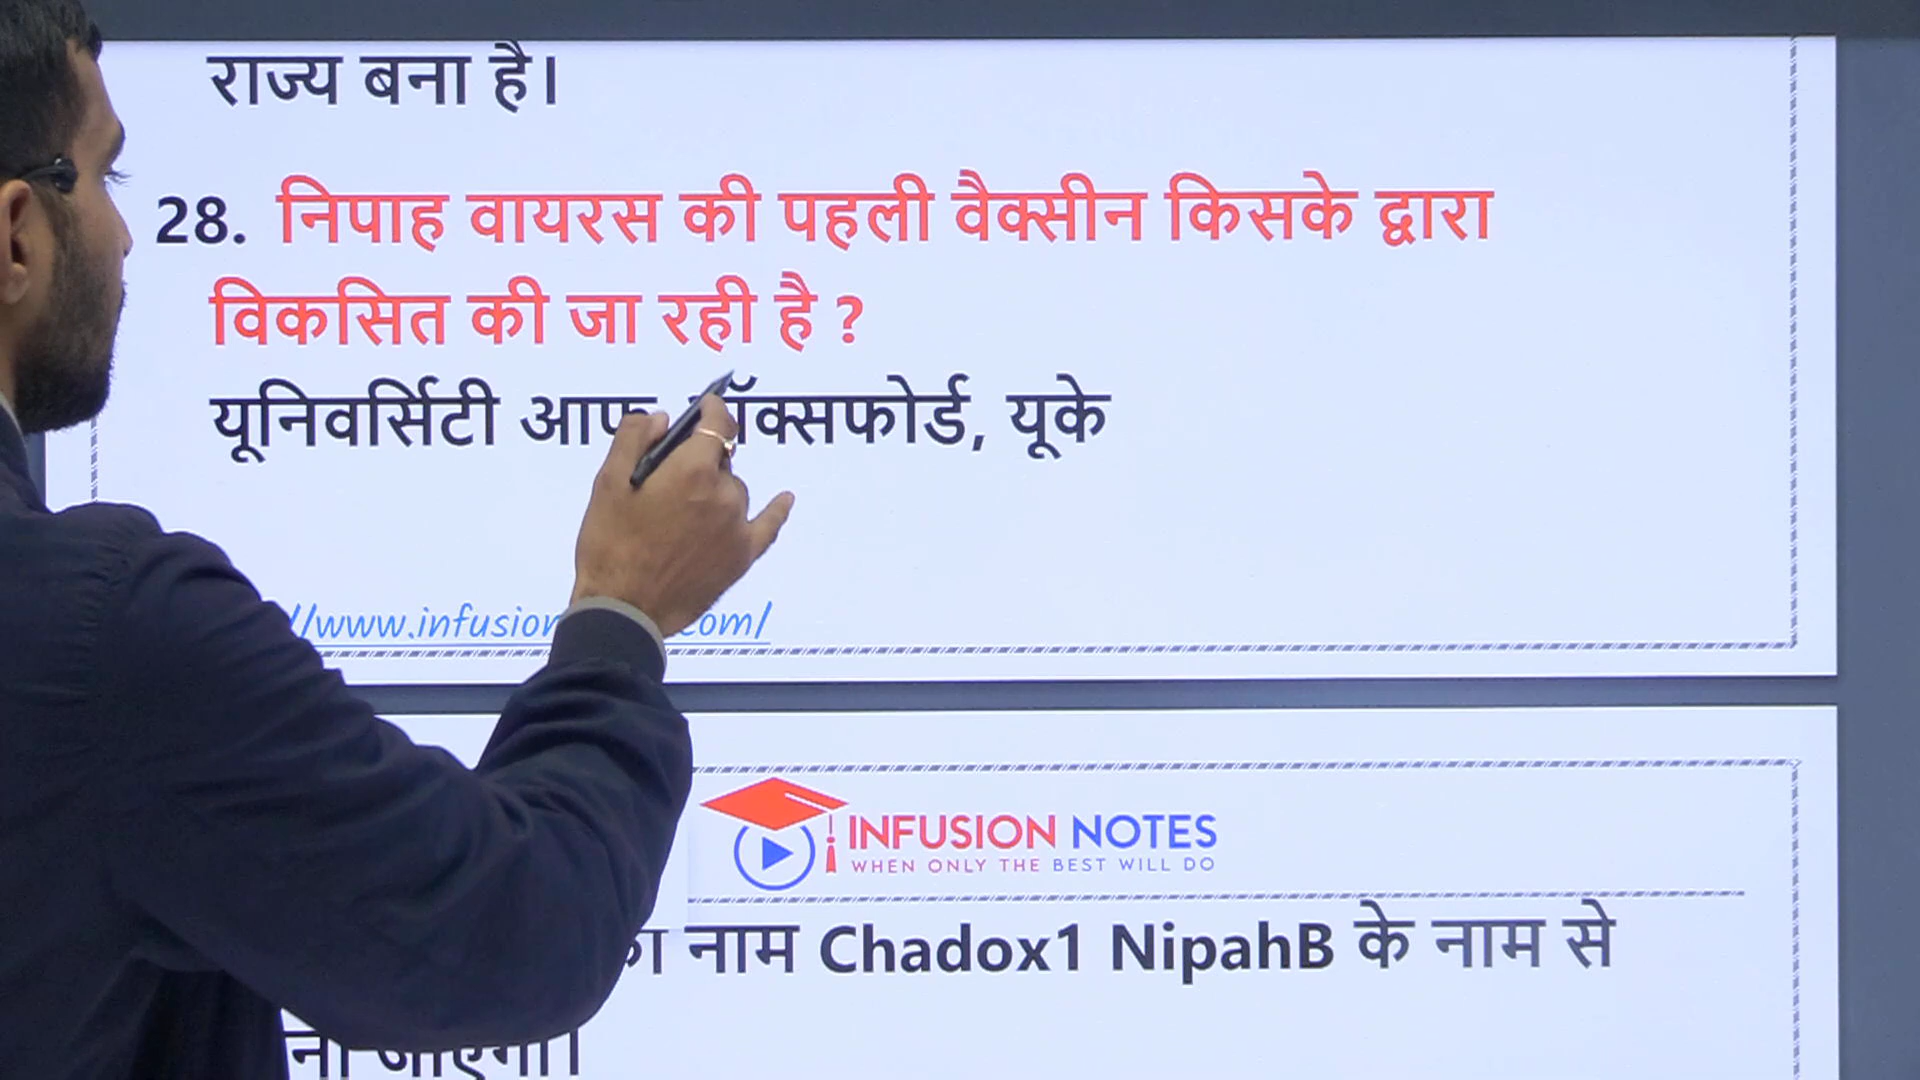 राज्य बना है।
28. निपाह वायरस की पहली वैक्सीन किसके द्वारा
विकसित की जा रही है ?
यूनिवर्सिटी आफ ऑक्सफोर्ड, यूके
//www.infusion com/
INFUSION NOTES
WHEN ONLY THE BEST WILL DO
नाम Chadox1 NipahB के नाम से